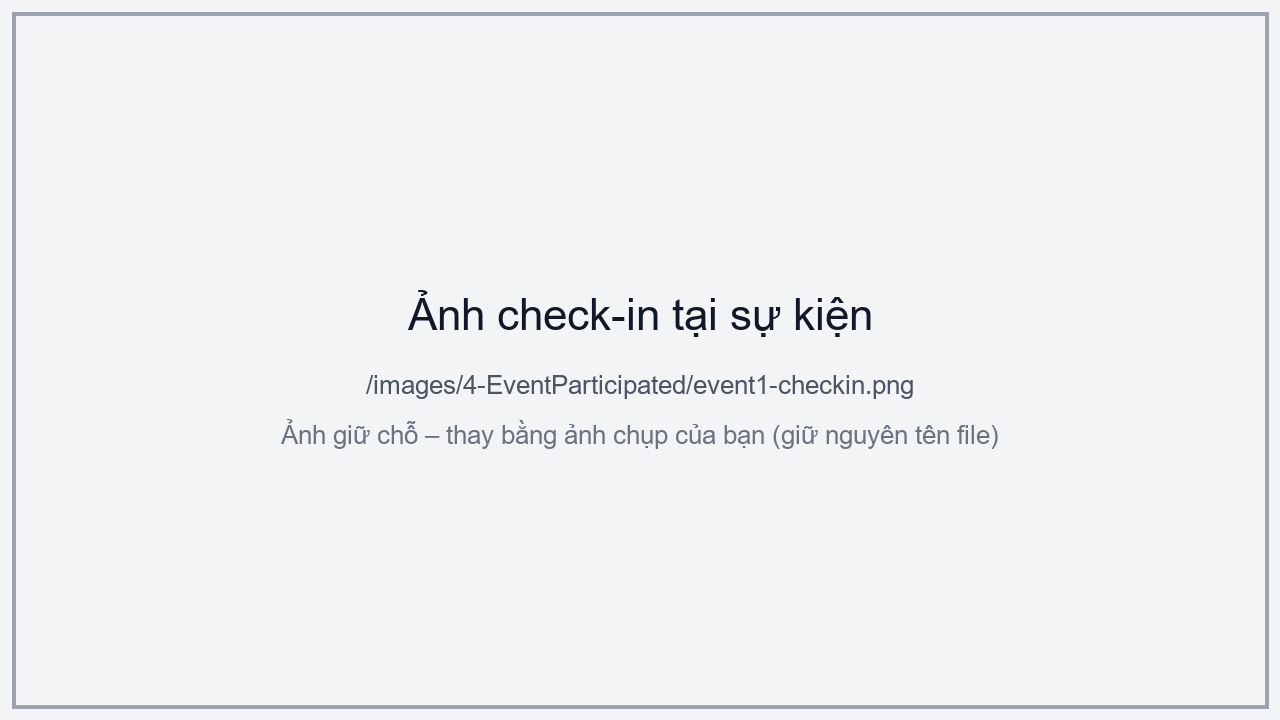 Ảnh check-in tại sự kiện
/images/4-EventParticipated/event1-checkin.png
Ảnh giữ chỗ – thay bằng ảnh chụp của bạn (giữ nguyên tên file)